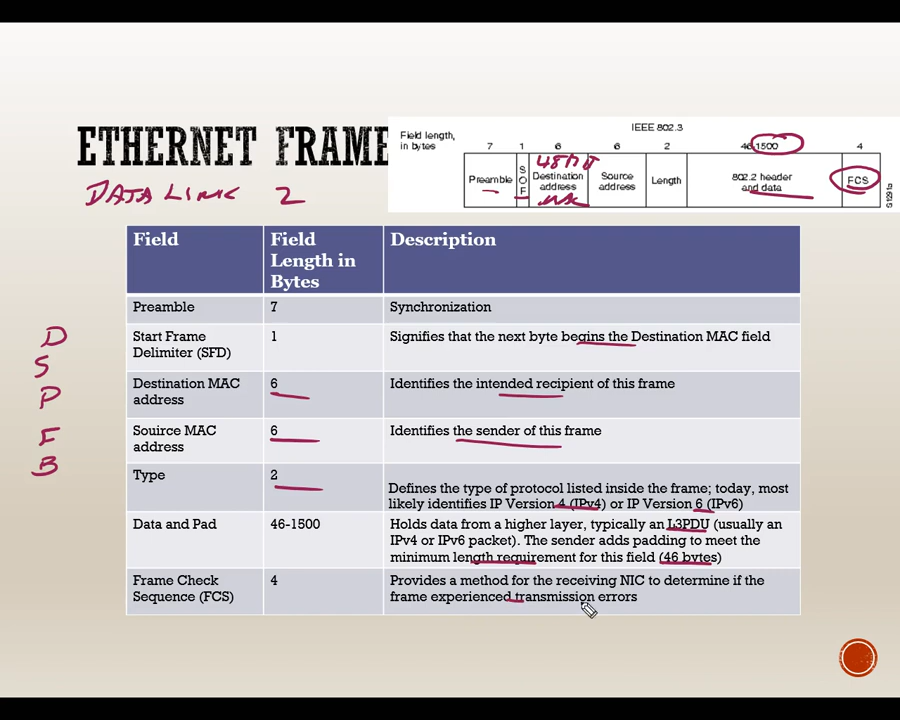 ETHERNET FRAME
DATA LINK 2
IEEE 802.3
Field length,
in bytes
7 1 6 6 2 46-1500 4
Preamble
S
O
F
48bit
Destination
address
Source
address
Length
802.2 header
and data
FCS
Field
Field
Length in
Bytes
Description
Preamble
7
Synchronization
Start Frame
Delimiter (SFD)
1
Signifies that the next byte begins the Destination MAC field
Destination MAC
address
6
Identifies the intended recipient of this frame
Souirce MAC
address
6
Identifies the sender of this frame
Type
2
Defines the type of protocol listed inside the frame; today, most
likely identifies IP Version 4 (IPv4) or IP Version 6 (IPv6)
Data and Pad
46-1500
Holds data from a higher layer, typically an L3PDU (usually an
IPv4 or IPv6 packet). The sender adds padding to meet the
minimum length requirement for this field (46 bytes)
Frame Check
Sequence (FCS)
4
Provides a method for the receiving NIC to determine if the
frame experienced transmission errors
D
S
P
F
B